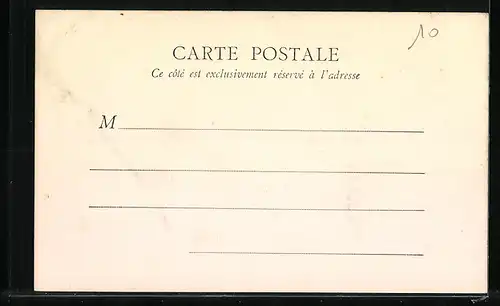 10
CARTE POSTALE
Ce côté est exclusivement réservé à l'adresse
M